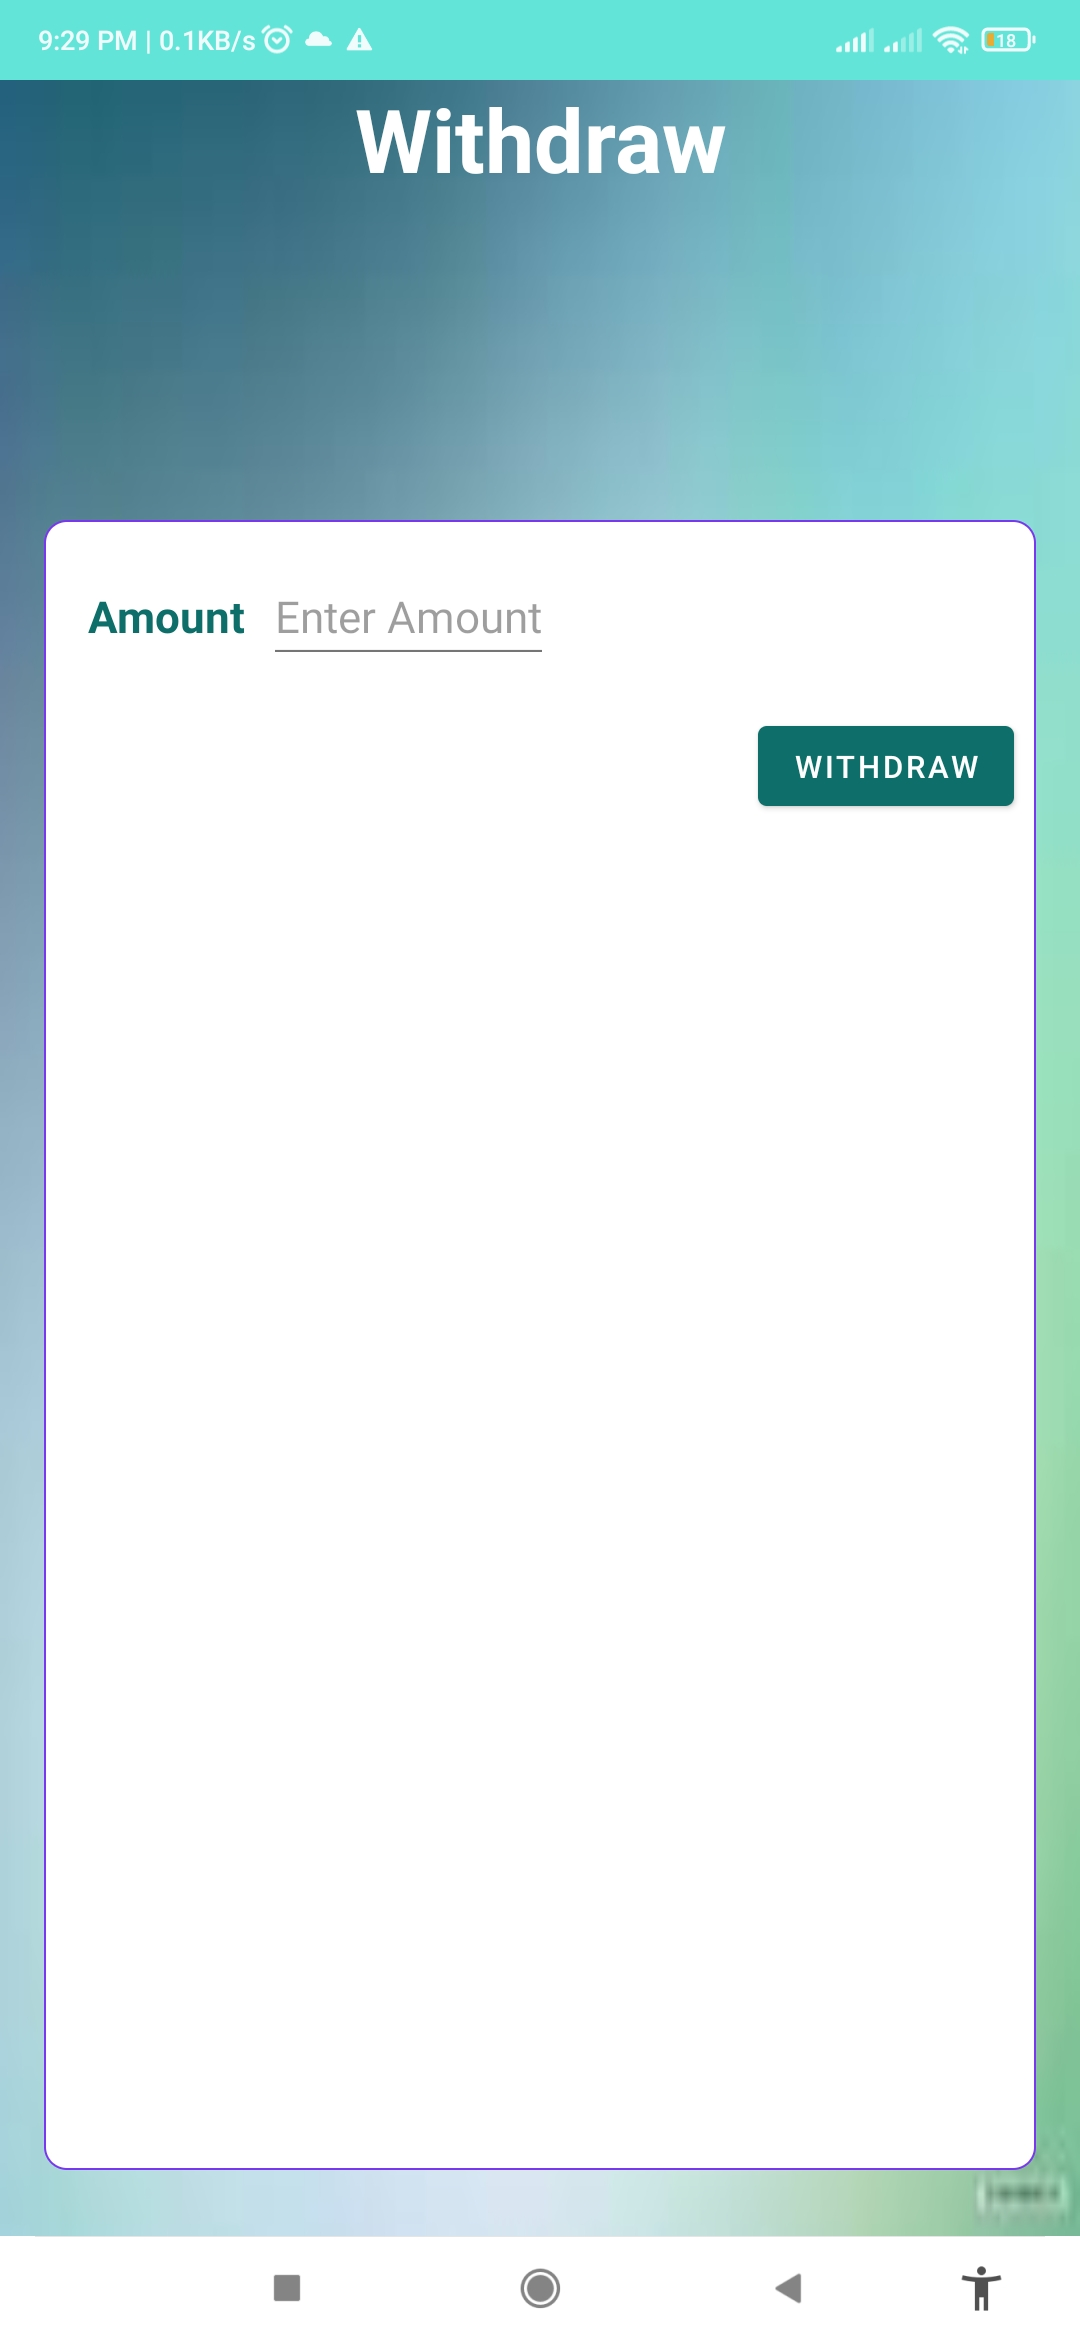 9:29 PM | 0.1KB/s
18
Withdraw
Amount Enter Amount
WITHDRAW